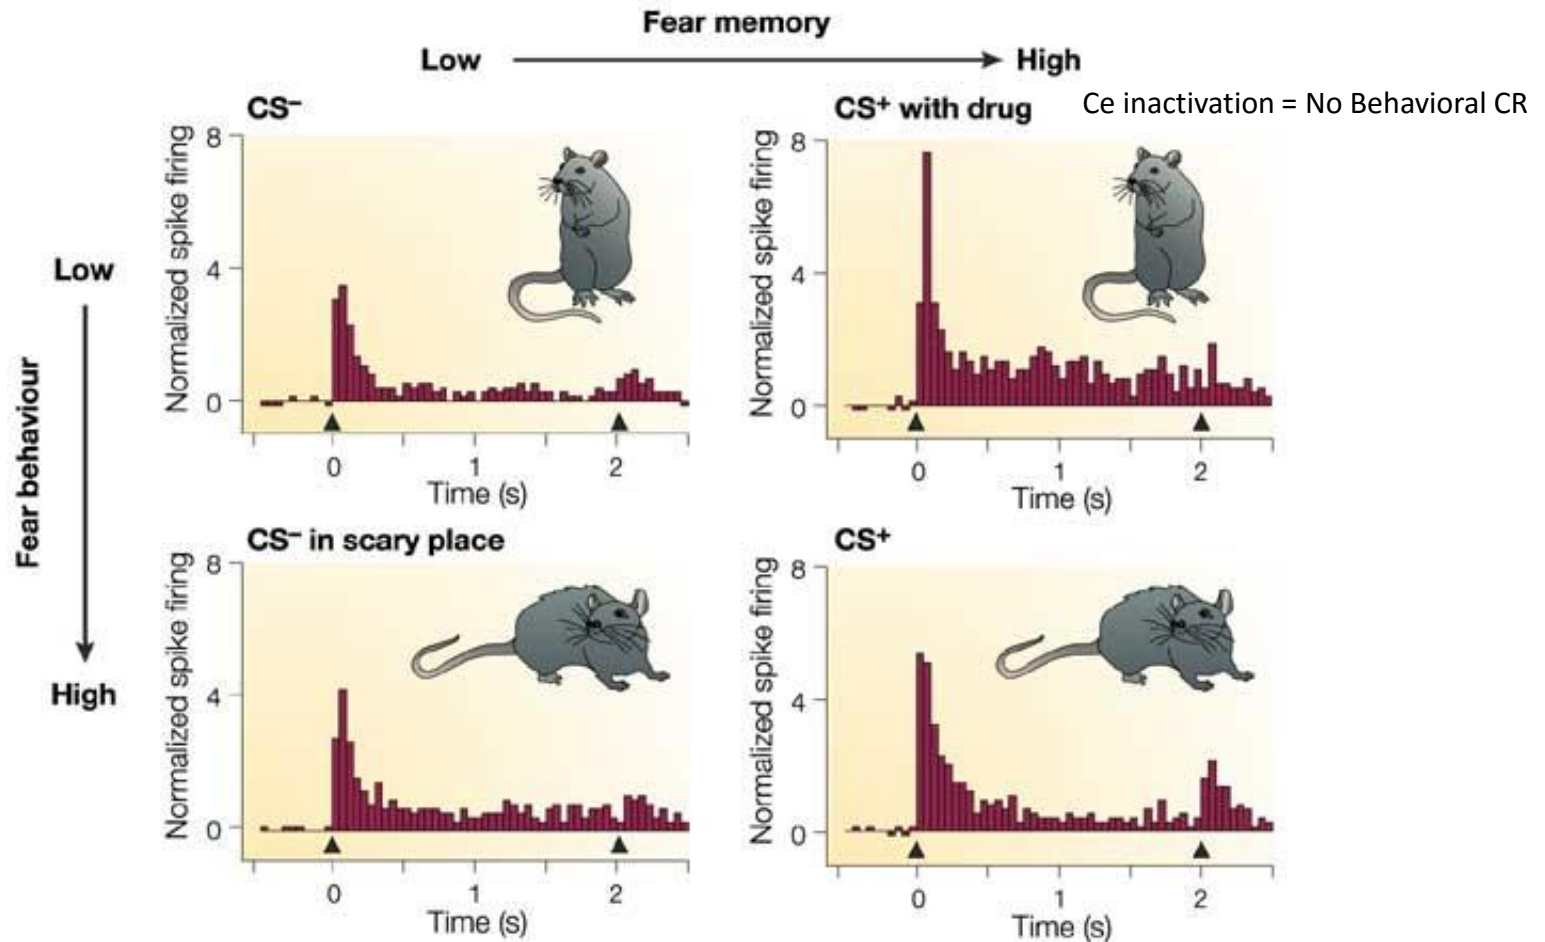 Fear memory
Low High
CS– CS+ with drug Ce inactivation = No Behavioral CR
Normalized spike firing
8
4
0
0 1 2
Time (s)
Normalized spike firing
8
4
0
0 1 2
Time (s)
Fear behaviour
Low
High
CS– in scary place CS+
Normalized spike firing
8
4
0
0 1 2
Time (s)
Normalized spike firing
8
4
0
0 1 2
Time (s)